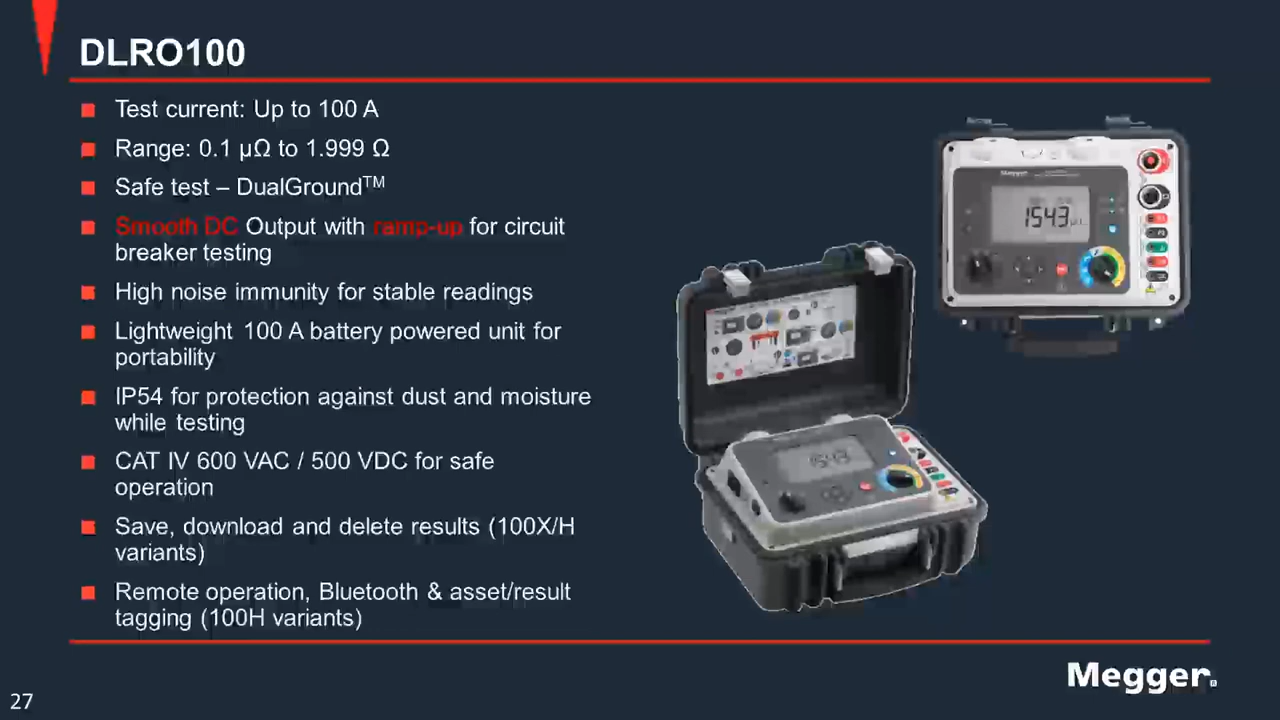 DLRO100
Test current: Up to 100 A
Range: 0.1 µΩ to 1.999 Ω
Safe test – DualGround™
Smooth DC Output with ramp-up for circuit
breaker testing
High noise immunity for stable readings
Lightweight 100 A battery powered unit for
portability
IP54 for protection against dust and moisture
while testing
CAT IV 600 VAC / 500 VDC for safe
operation
Save, download and delete results (100X/H
variants)
Remote operation, Bluetooth & asset/result
tagging (100H variants)
Megger
1543
1543
Megger
27